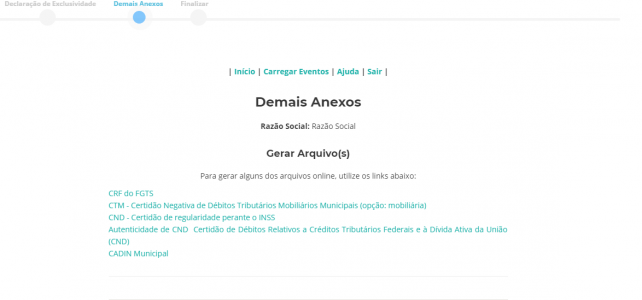 Declaração de Exclusividade Demais Anexos Finalizar
| Início | Carregar Eventos | Ajuda | Sair |
Demais Anexos
Razão Social: Razão Social
Gerar Arquivo(s)
Para gerar alguns dos arquivos online, utilize os links abaixo:
CRF do FGTS
CTM - Certidão Negativa de Débitos Tributários Mobiliários Municipais (opção: mobiliária)
CND - Certidão de regularidade perante o INSS
Autenticidade de CND Certidão de Débitos Relativos a Créditos Tributários Federais e à Dívida Ativa da União
(CND)
CADIN Municipal